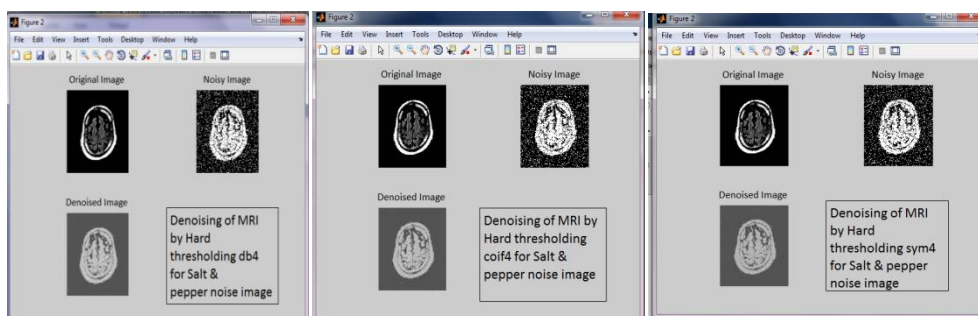 Figure 2
File Edit View Insert Tools Desktop Window Help
Original Image
Noisy Image
Denoised Image
Denoising of MRI
by Hard
thresholding db4
for Salt &
pepper noise image
Figure 2
File Edit View Insert Tools Desktop Window Help
Original Image
Noisy Image
Denoised Image
Denoising of MRI by
Hard thresholding
coif4 for Salt &
pepper noise image
Figure 2
File Edit View Insert Tools Desktop Window Help
Original Image
Noisy Image
Denoised Image
Denoising of MRI
by Hard
thresholding sym4
for Salt & pepper
noise image